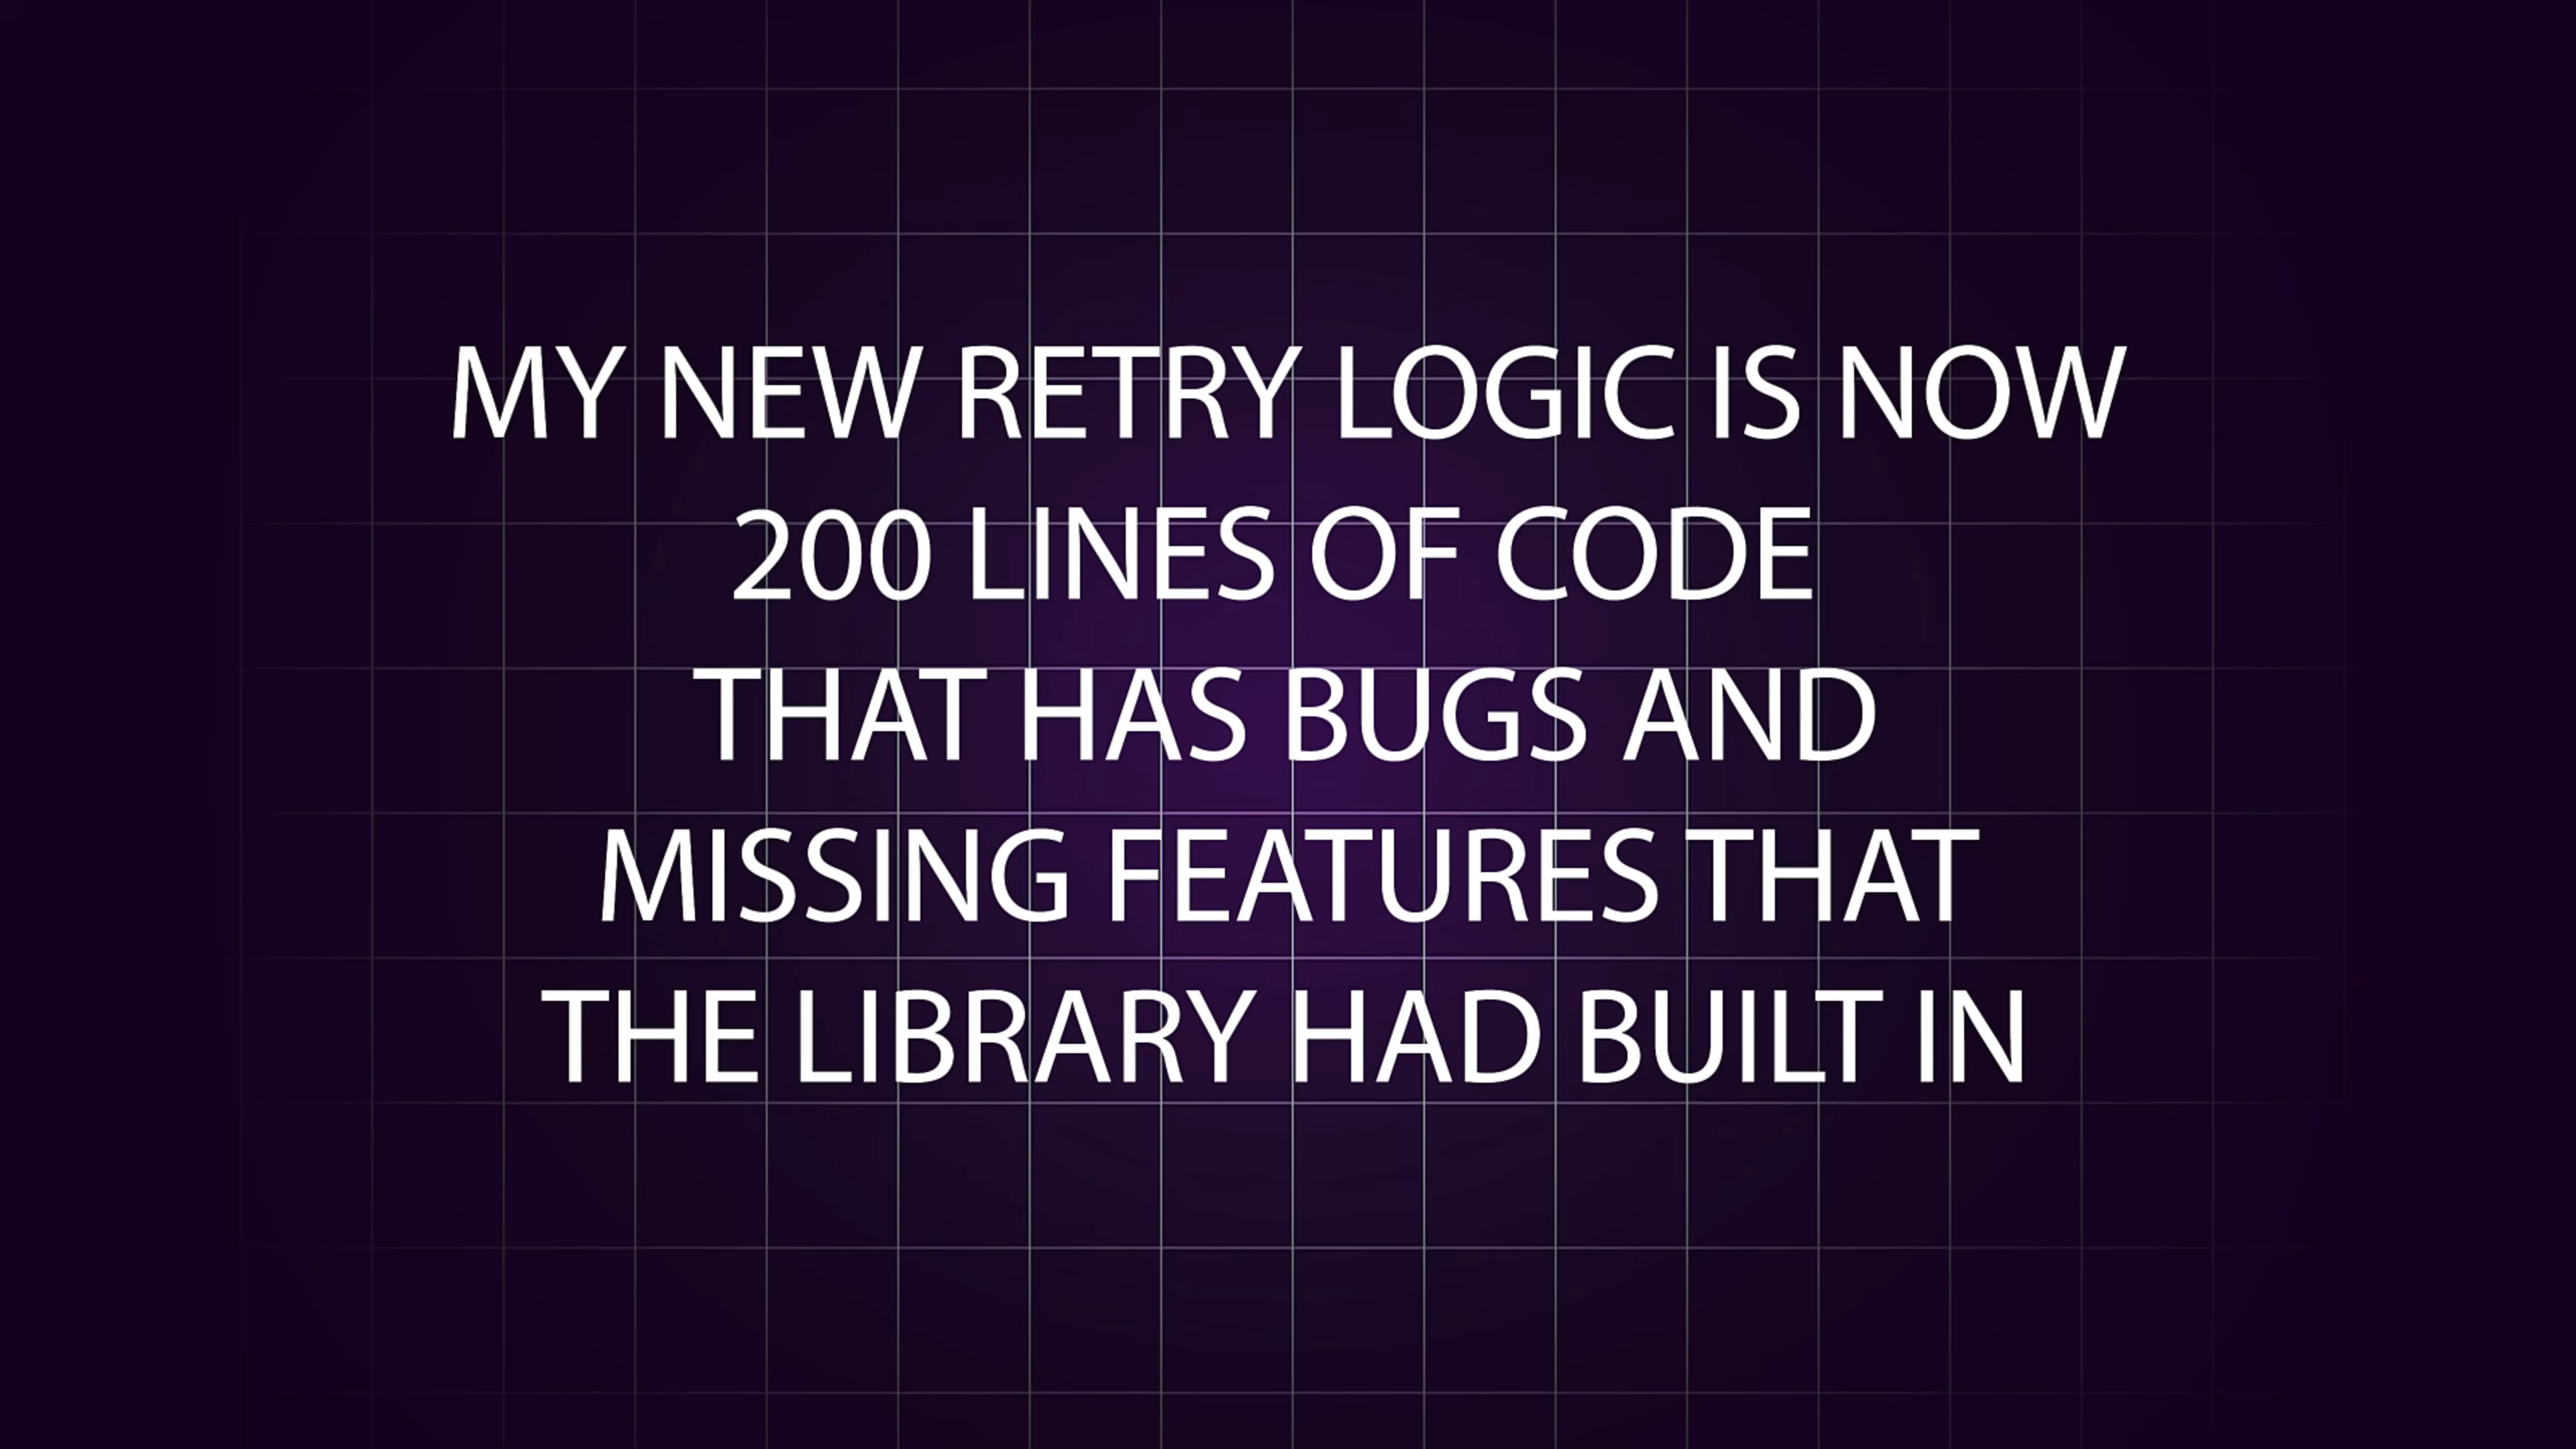 MY NEW RETRY LOGIC IS NOW
200 LINES OF CODE
THAT HAS BUGS AND
MISSING FEATURES THAT
THE LIBRARY HAD BUILT IN